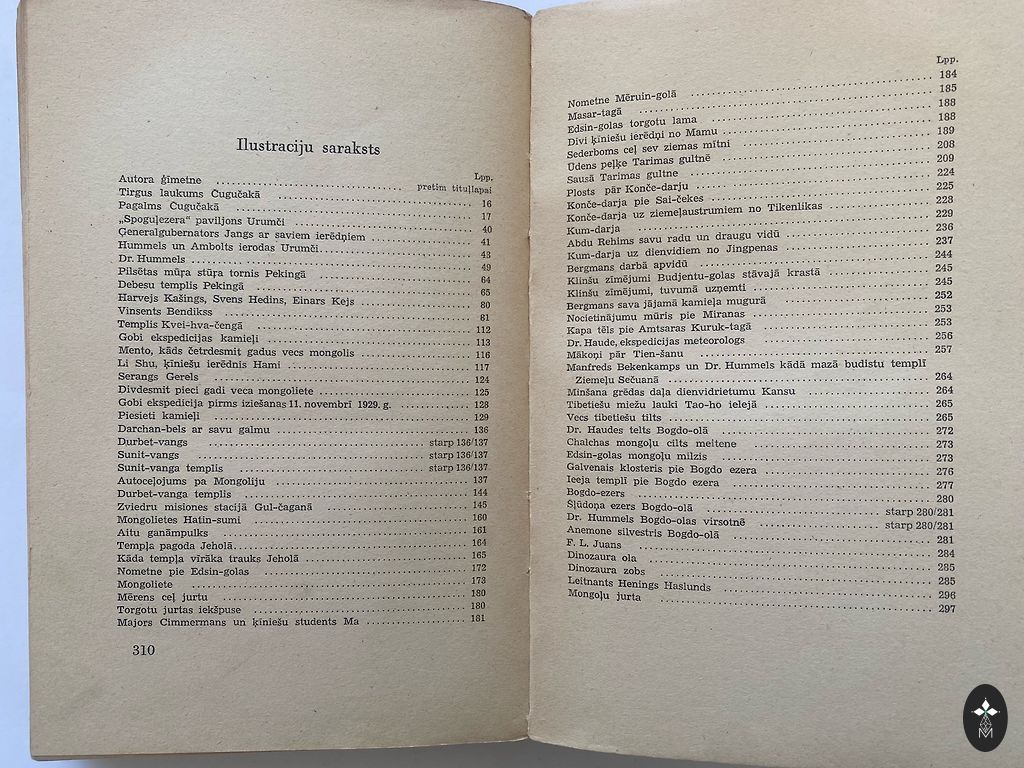 Ilustraciju saraksts
Lpp.
Autora ģīmetne pretim tituļlapai
Tirgus laukums Čugučakā 16
Pagalms Čugučakā 17
„Spoguļezera“ paviljons Urumči 40
Ģeneralgubernators Jangs ar saviem ierēdņiem 41
Hummels un Ambolts ierodas Urumči. 48
Dr. Hummels 49
Pilsētas mūŗa stūŗa tornis Pekingā 64
Debesu templis Pekingā 65
Harvejs Kašings, Svens Hedins, Einars Kejs 80
Vinsents Bendikss 81
Templis Kvei-hva-čengā 112
Gobi ekspedicijas kamieļi 113
Mento, kāds četrdesmit gadus vecs mongolis 116
Li Shu, ķīniešu ierēdnis Hami 117
Serangs Gerels 124
Divdesmit pieci gadi veca mongoliete 125
Gobi ekspedicija pirms iziešanas 11. novembrī 1929. g. 128
Piesieti kamieļi 129
Darchan-bels ar savu galmu 136
Durbet-vangs starp 136/137
Sunit-vangs starp 136/137
Sunit-vanga templis starp 136/137
Autoceļojums pa Mongoliju 137
Durbet-vanga templis 144
Zviedru misiones stacijā Gul-čaganā 145
Mongolietes Hatin-sumi 160
Aitu ganāmpulks 161
Tempļa pagoda Jeholā 164
Kāda tempļa vīrāka trauks Jeholā 165
Nometne pie Edsin-golas 172
Mongoliete 173
Mērens ceļ jurtu 180
Torgotu jurtas iekšpuse 180
Majors Cimmermans un ķīniešu students Ma 181
310
Lpp.
Nometne Mēruin-golā 184
Masar-tagā 185
Edsin-golas torgotu lama 188
Divi ķīniešu ierēdņi no Mamu 188
Sederboms ceļ sev ziemas mītni 189
Ūdens peļķe Tarimas gultnē 208
Sausā Tarimas gultne 209
Plosts pār Konče-darju 224
Konče-darja pie Sai-čekes 225
Konče-darja uz ziemeļaustrumiem no Tikenlikas 228
Kum-darja 229
Abdu Rehims savu radu un draugu vidū 236
Kum-darja uz dienvidiem no Jingpenas 237
Bergmans darbā apvidū 244
Klinšu zīmējumi Budjentu-golas stāvajā krastā 245
Klinšu zīmējumi, tuvumā uzņemti 245
Bergmans sava jājamā kamieļa mugurā 252
Nocietinājumu mūris pie Miranas 253
Kapa tēls pie Amtsaras Kuruk-tagā 253
Dr. Haude, ekspedicijas meteorologs 256
Mākoņi pie Tien-šanu 257
Manfreds Bekenkamps un Dr. Hummels kādā mazā budistu templī
Ziemeļu Sečuanā 264
Minšana grēdas daļa dienvidrietumu Kansu 264
Tibetiešu miežu lauki Tao-ho ielejā 265
Vecs tibetiešu tilts 265
Dr. Haudes telts Bogdo-olā 272
Chalchas mongoļu cilts meitene 273
Edsin-golas mongoļu milzis 273
Galvenais klosteris pie Bogdo ezera 276
Ieeja templī pie Bogdo ezera 277
Bogdo-ezers 280
Šļūdoņa ezers Bogdo-olā starp 280/281
Dr. Hummels Bogdo-olas virsotnē starp 280/281
Anemone silvestris Bogdo-olā 281
F. L. Juans 284
Dinozaura ola 285
Dinozaura zobs 285
Leitnants Henings Haslunds 296
Mongoļu jurta 297
M